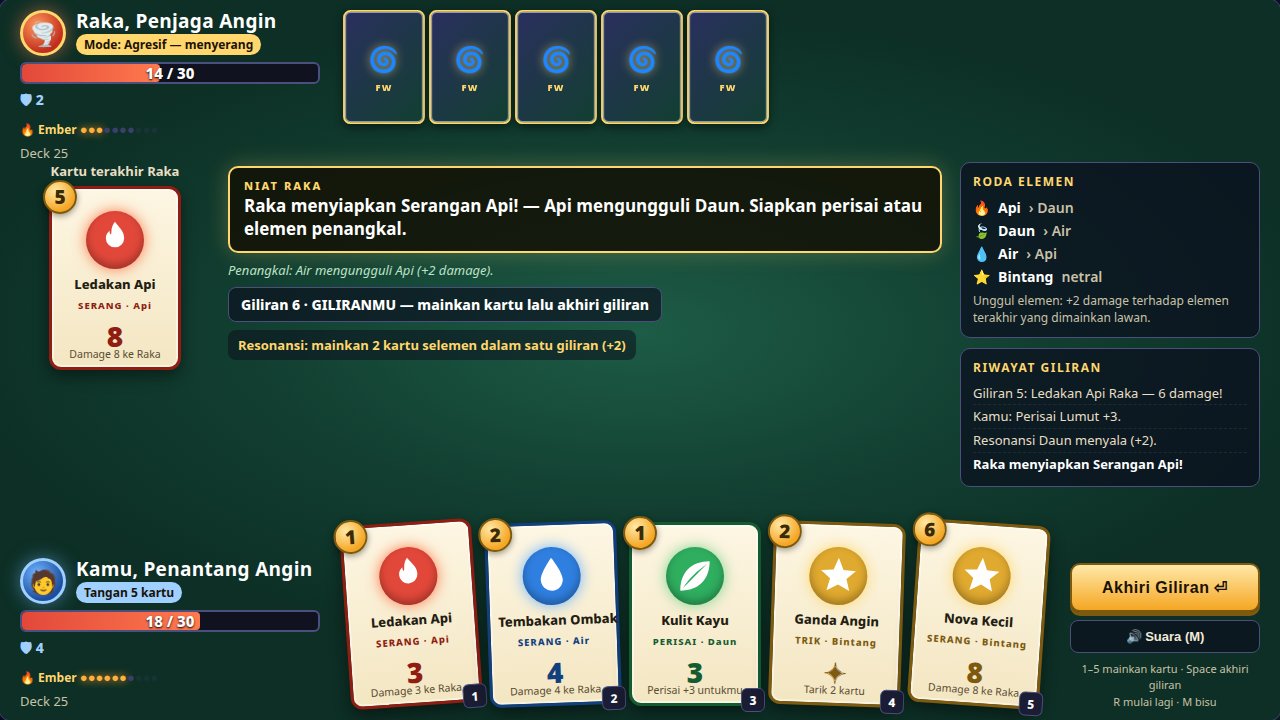 Raka, Penjaga Angin
Mode: Agresif — menyerang
14 / 30
2
Ember
Deck 25
FW
FW
FW
FW
FW
Kartu terakhir Raka
5
Ledakan Api
SERANG · Api
8
Damage 8 ke Raka
NIAT RAKA
Raka menyiapkan Serangan Api! — Api mengungguli Daun. Siapkan perisai atau
elemen penangkal.
Penangkal: Air mengungguli Api (+2 damage).
Giliran 6 · GILIRANMU — mainkan kartu lalu akhiri giliran
Resonansi: mainkan 2 kartu selemen dalam satu giliran (+2)
RODA ELEMEN
Api › Daun
Daun › Air
Air › Api
Bintang netral
Unggul elemen: +2 damage terhadap elemen
terakhir yang dimainkan lawan.
RIWAYAT GILIRAN
Giliran 5: Ledakan Api Raka — 6 damage!
Kamu: Perisai Lumut +3.
Resonansi Daun menyala (+2).
Raka menyiapkan Serangan Api!
Kamu, Penantang Angin
Tangan 5 kartu
18 / 30
4
Ember
Deck 25
1
Ledakan Api
SERANG · Api
3
Damage 3 ke Raka
1
2
Tembakan Ombak
SERANG · Air
4
Damage 4 ke Raka
2
1
Kulit Kayu
PERISAI · Daun
3
Perisai +3 untukmu
3
2
Ganda Angin
TRIK · Bintang
Tarik 2 kartu
4
6
Nova Kecil
SERANG · Bintang
8
Damage 8 ke Raka
5
Akhiri Giliran ⏎
Suara (M)
1–5 mainkan kartu · Space akhiri
giliran
R mulai lagi · M bisu